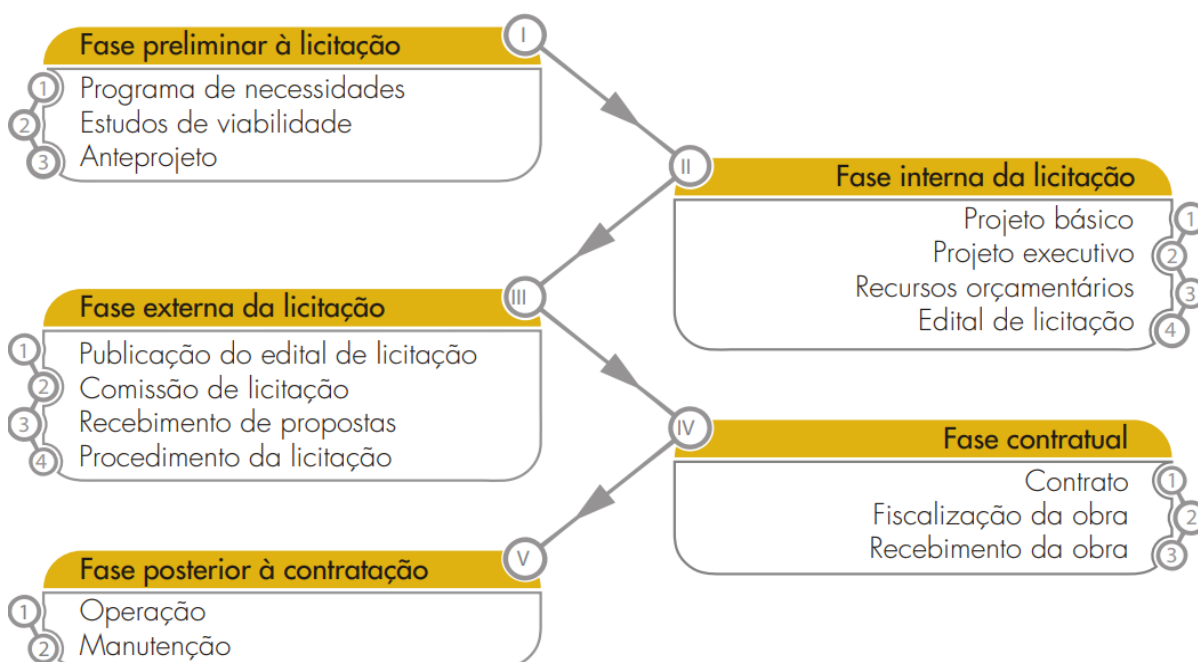 Fase preliminar à licitação
I
1 Programa de necessidades
2 Estudos de viabilidade
3 Anteprojeto
II
Fase interna da licitação
Projeto básico 1
Projeto executivo 2
Recursos orçamentários 3
Edital de licitação 4
Fase externa da licitação
III
1 Publicação do edital de licitação
2 Comissão de licitação
3 Recebimento de propostas
4 Procedimento da licitação
IV
Fase contratual
Contrato 1
Fiscalização da obra 2
Recebimento da obra 3
Fase posterior à contratação
V
1 Operação
2 Manutenção